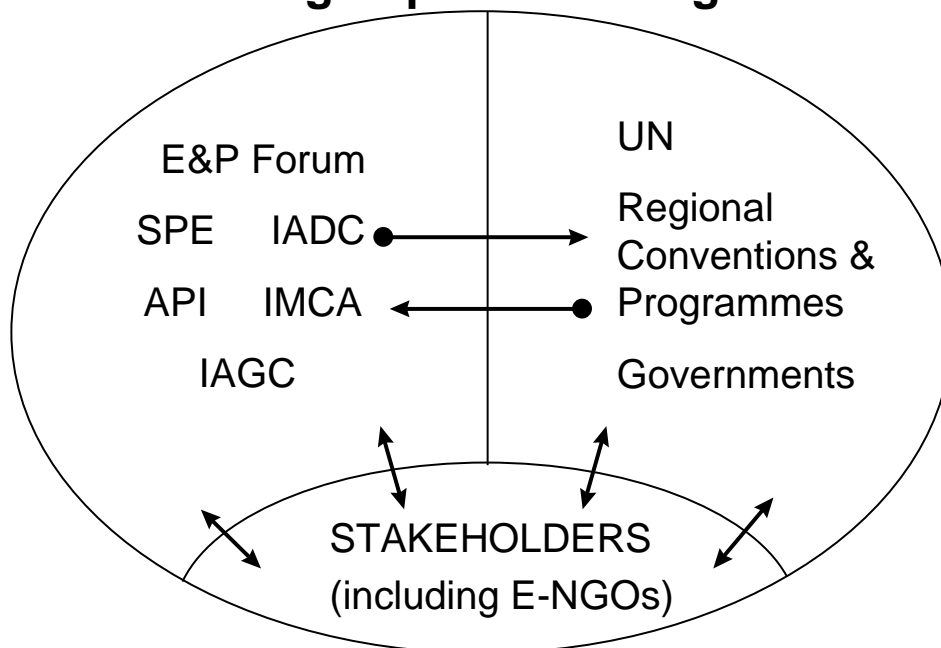 E&P Forum
SPE IADC
API IMCA
IAGC
UN
Regional
Conventions &
Programmes
Governments
STAKEHOLDERS
(including E-NGOs)